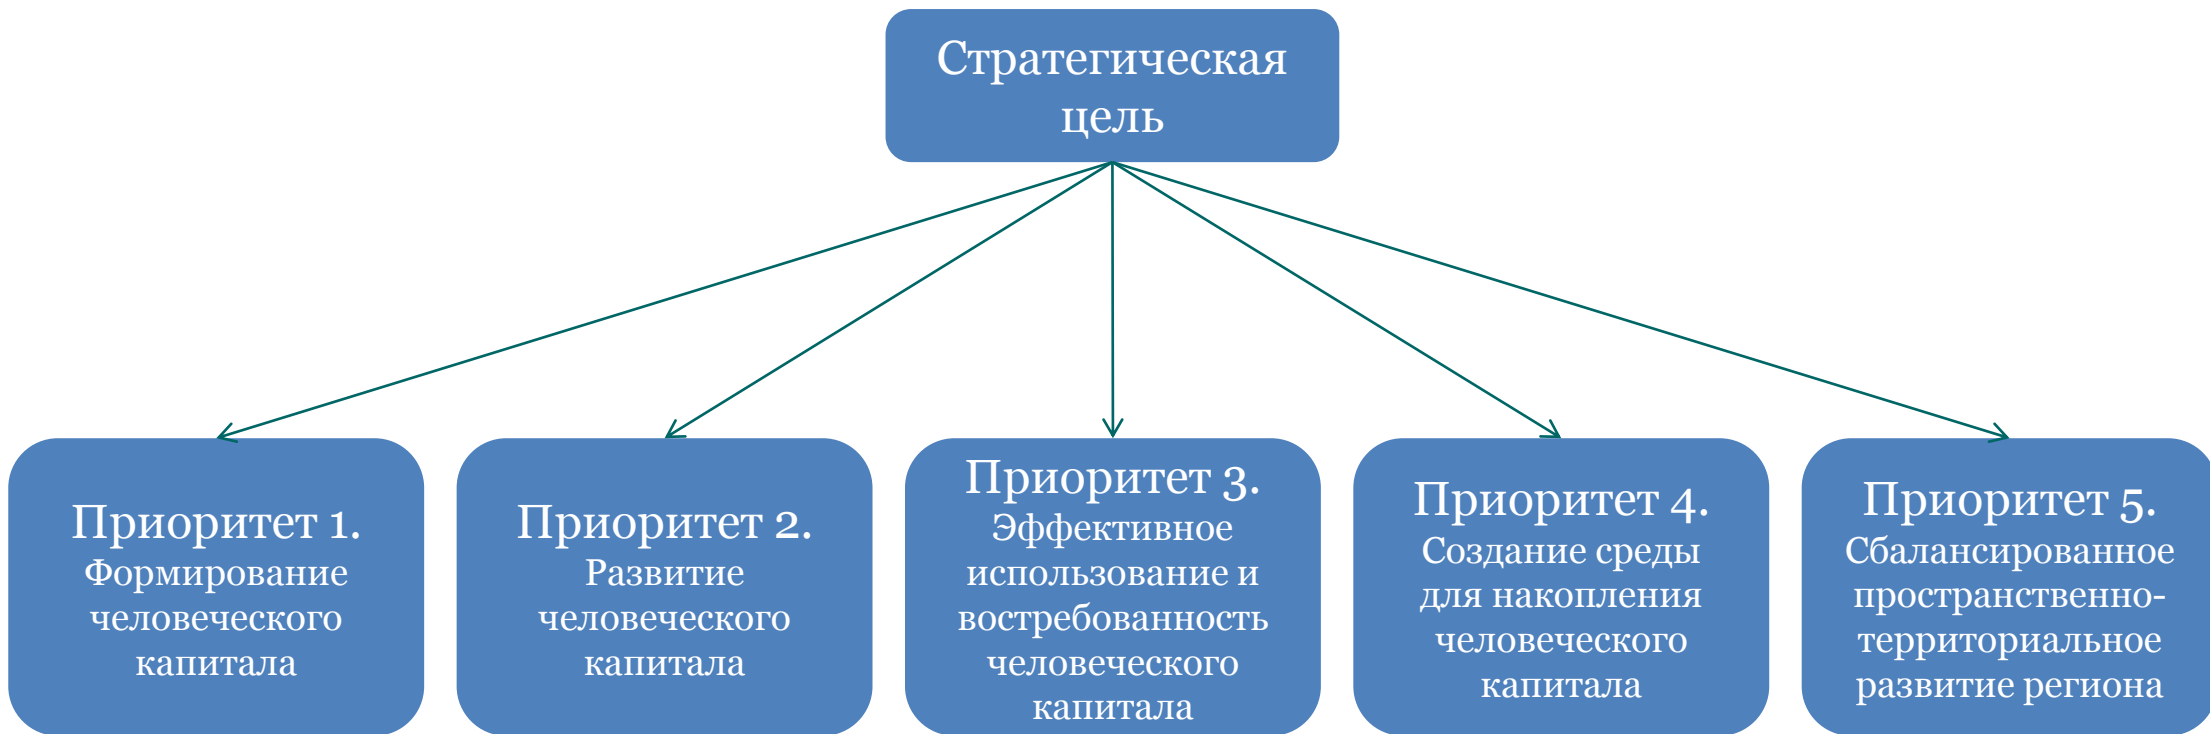 Стратегическая
цель
Приоритет 1.
Формирование
человеческого
капитала
Приоритет 2.
Развитие
человеческого
капитала
Приоритет 3.
Эффективное
использование и
востребованность
человеческого
капитала
Приоритет 4.
Создание среды
для накопления
человеческого
капитала
Приоритет 5.
Сбалансированное
пространственно-
территориальное
развитие региона